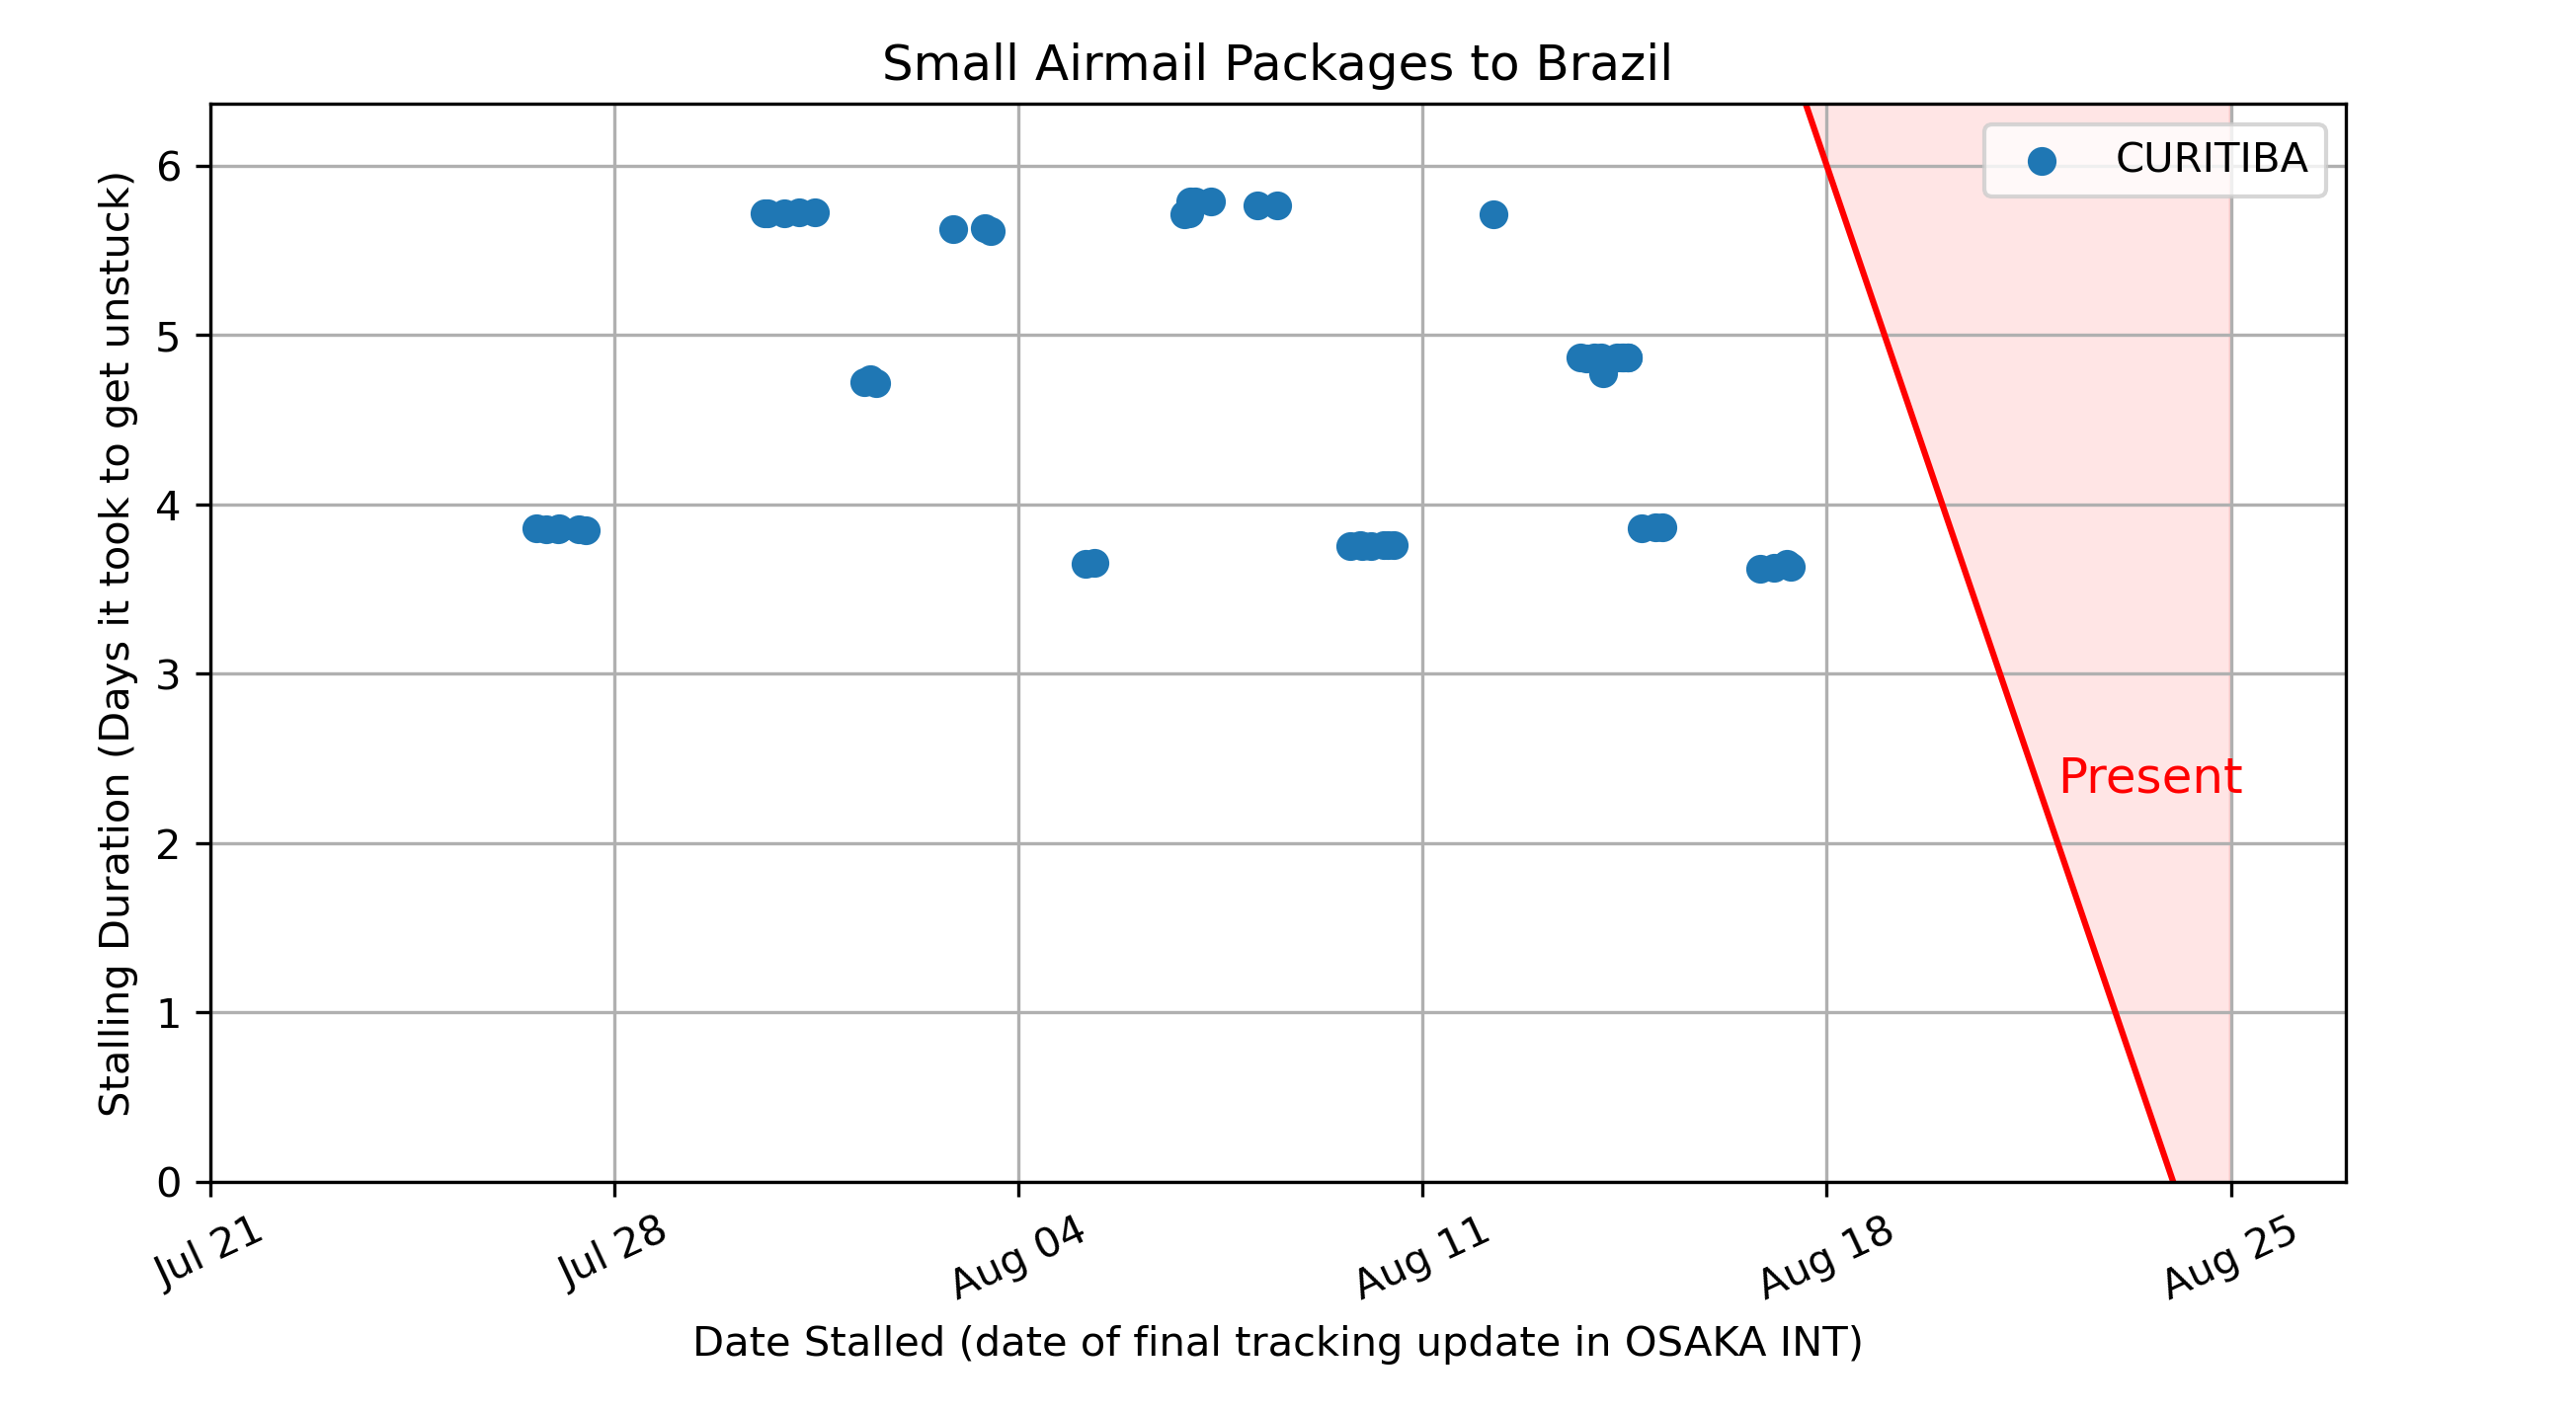 Small Airmail Packages to Brazil
CURITIBA
Stalling Duration (Days it took to get unstuck)
6
5
4
3
2
1
0
Present
Jul 21
Jul 28
Aug 04
Aug 11
Aug 18
Aug 25
Date Stalled (date of final tracking update in OSAKA INT)